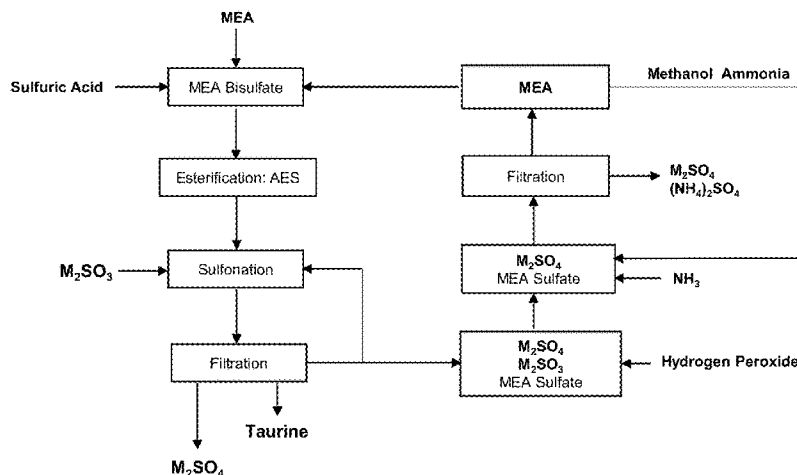 MEA
Sulfuric Acid
MEA Bisulfate
Esterification: AES
M₂SO₃
Sulfonation
Filtration
Taurine
M₂SO₄
MEA
Methanol Ammonia
Filtration
M₂SO₄
(NH₄)₂SO₄
M₂SO₄
MEA Sulfate
NH₃
M₂SO₄
M₂SO₃
MEA Sulfate
Hydrogen Peroxide